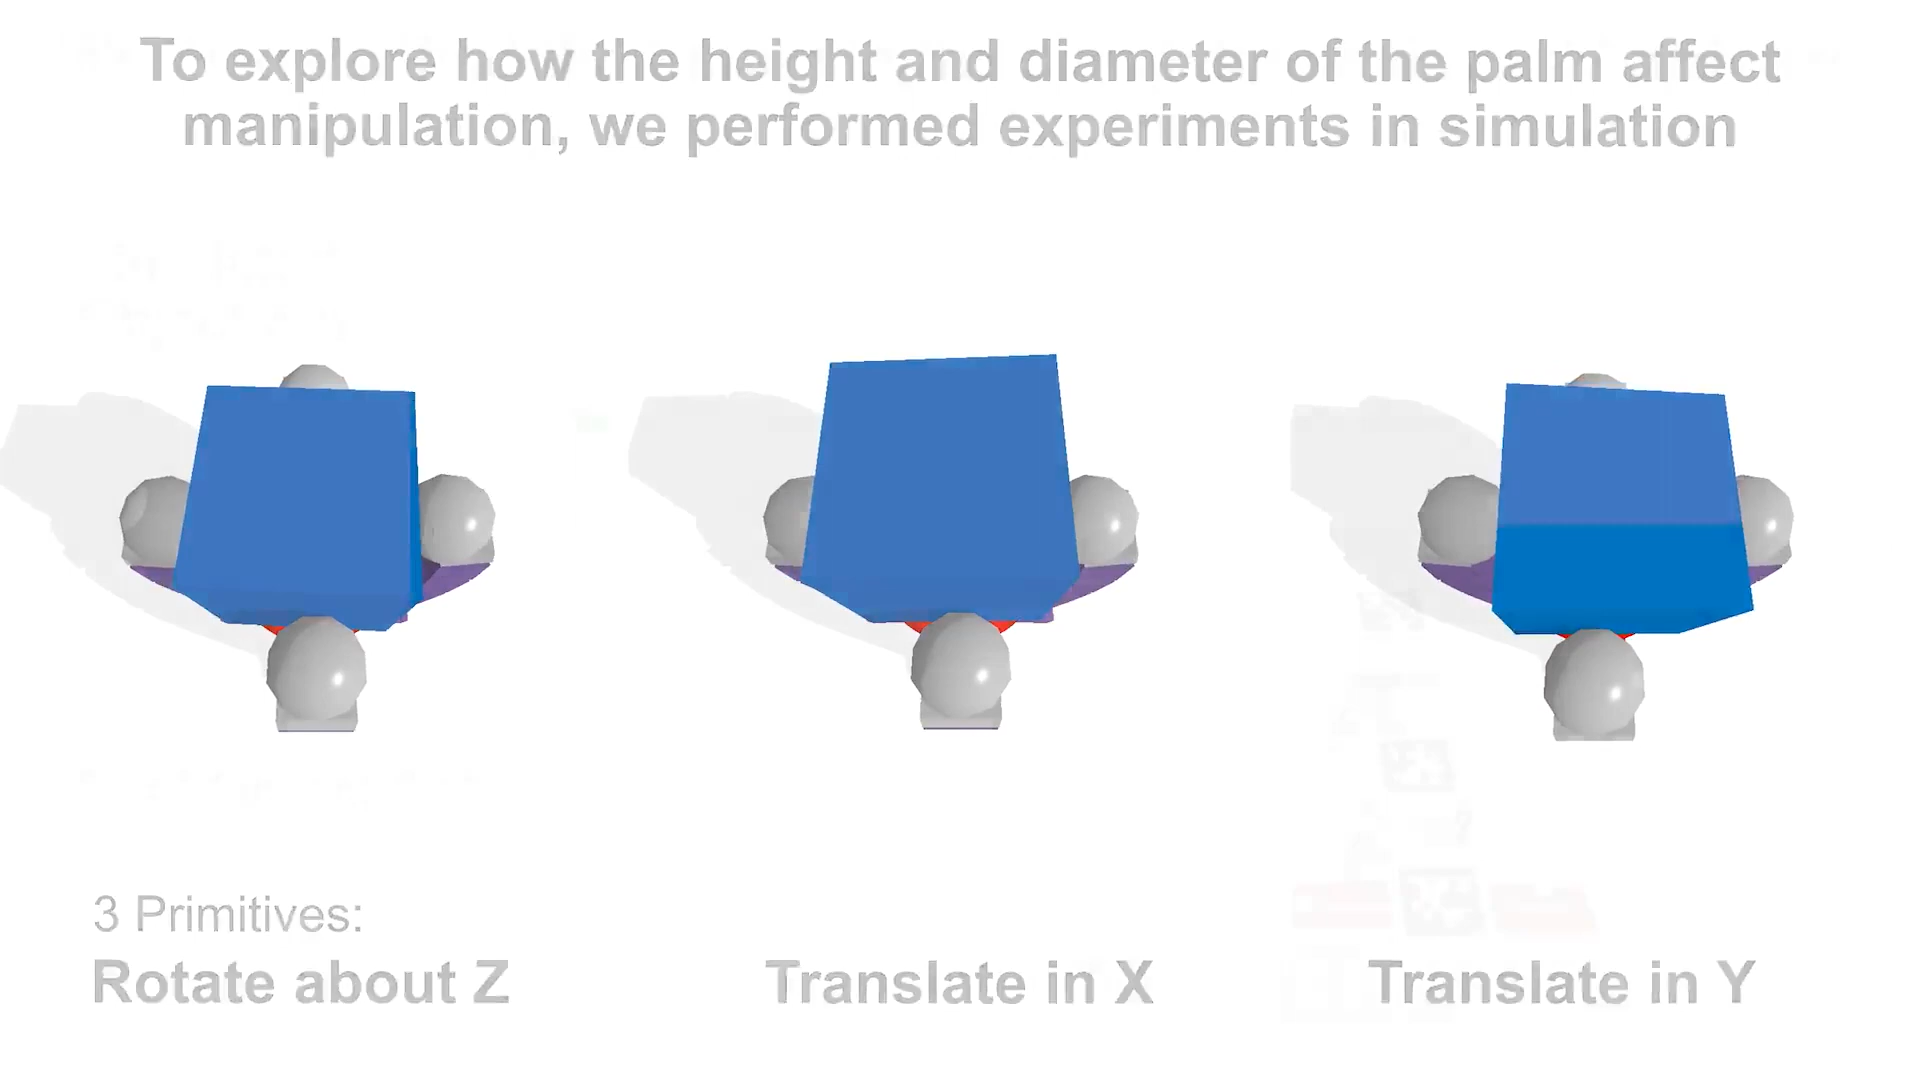 To explore how the height and diameter of the palm affect
manipulation, we performed experiments in simulation
3 Primitives:
Rotate about Z
Translate in X
Translate in Y